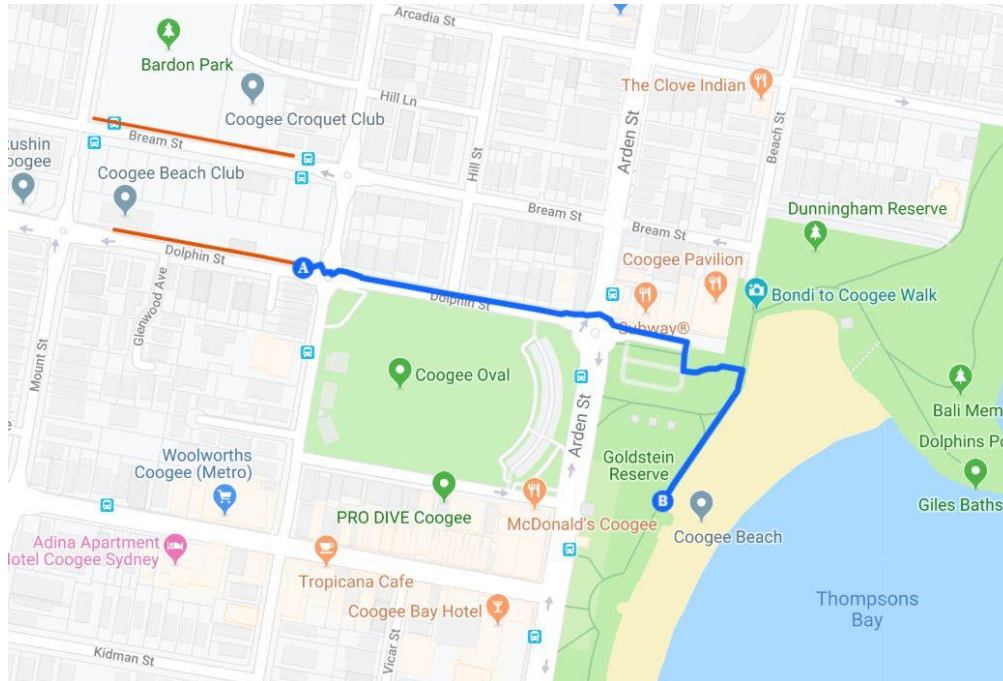 Arcadia St
Bardon Park
The Clove Indian
Hill Ln
Coogee Croquet Club
Bream St
Coogee Beach Club
Hill St
Arden St
Beach St
Bream St
Dunningham Reserve
Bream St
Dolphin St
A
Coogee Pavilion
Bondi to Coogee Walk
Glenwood Ave
Dolphin St
Subway®
Mount St
Coogee Oval
Bali Mem
Dolphins Po
Arden St
Goldstein
Reserve
Woolworths
Coogee (Metro)
B
Giles Baths
PRO DIVE Coogee
McDonald's Coogee
Coogee Beach
Adina Apartment
Hotel Coogee Sydney
Tropicana Cafe
Coogee Bay Hotel
Thompsons
Bay
Vicar St
Kidman St